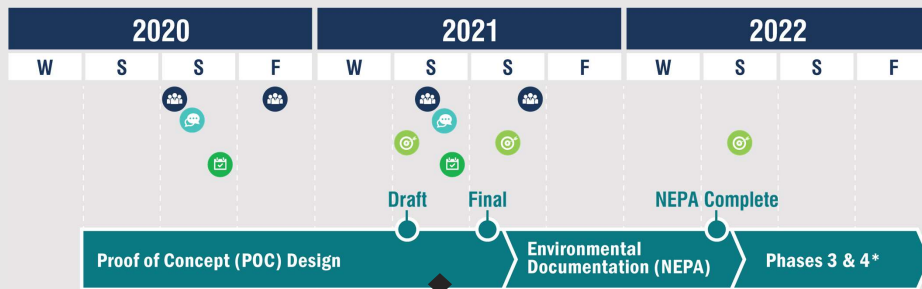 2020 2021 2022
W S S F W S S F W S S F
Draft Final NEPA Complete
Proof of Concept (POC) Design
Environmental
Documentation (NEPA)
Phases 3 & 4*